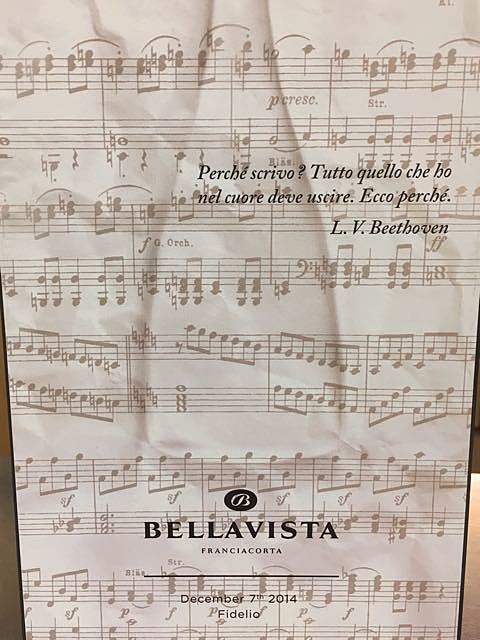 p cresc.
Str.
Bläs.
Perché scrivo? Tutto quello che ho
nel cuore deve uscire. Ecco perché.
L. V. Beethoven
f G. Orch.
ff
sf sf sf sf sf
B
BELLAVISTA
FRANCIACORTA
Bläs. Str.
December 7th 2014
Fidelio